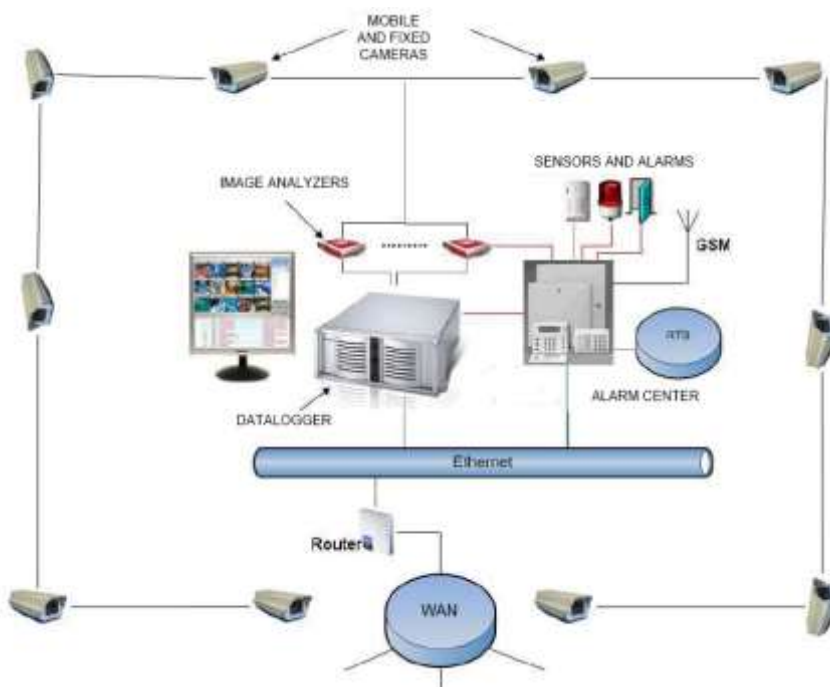 MOBILE
AND FIXED
CAMERAS
SENSORS AND ALARMS
IMAGE ANALYZERS
GSM
ALARM CENTER
DATALOGGER
Ethernet
Router
WAN